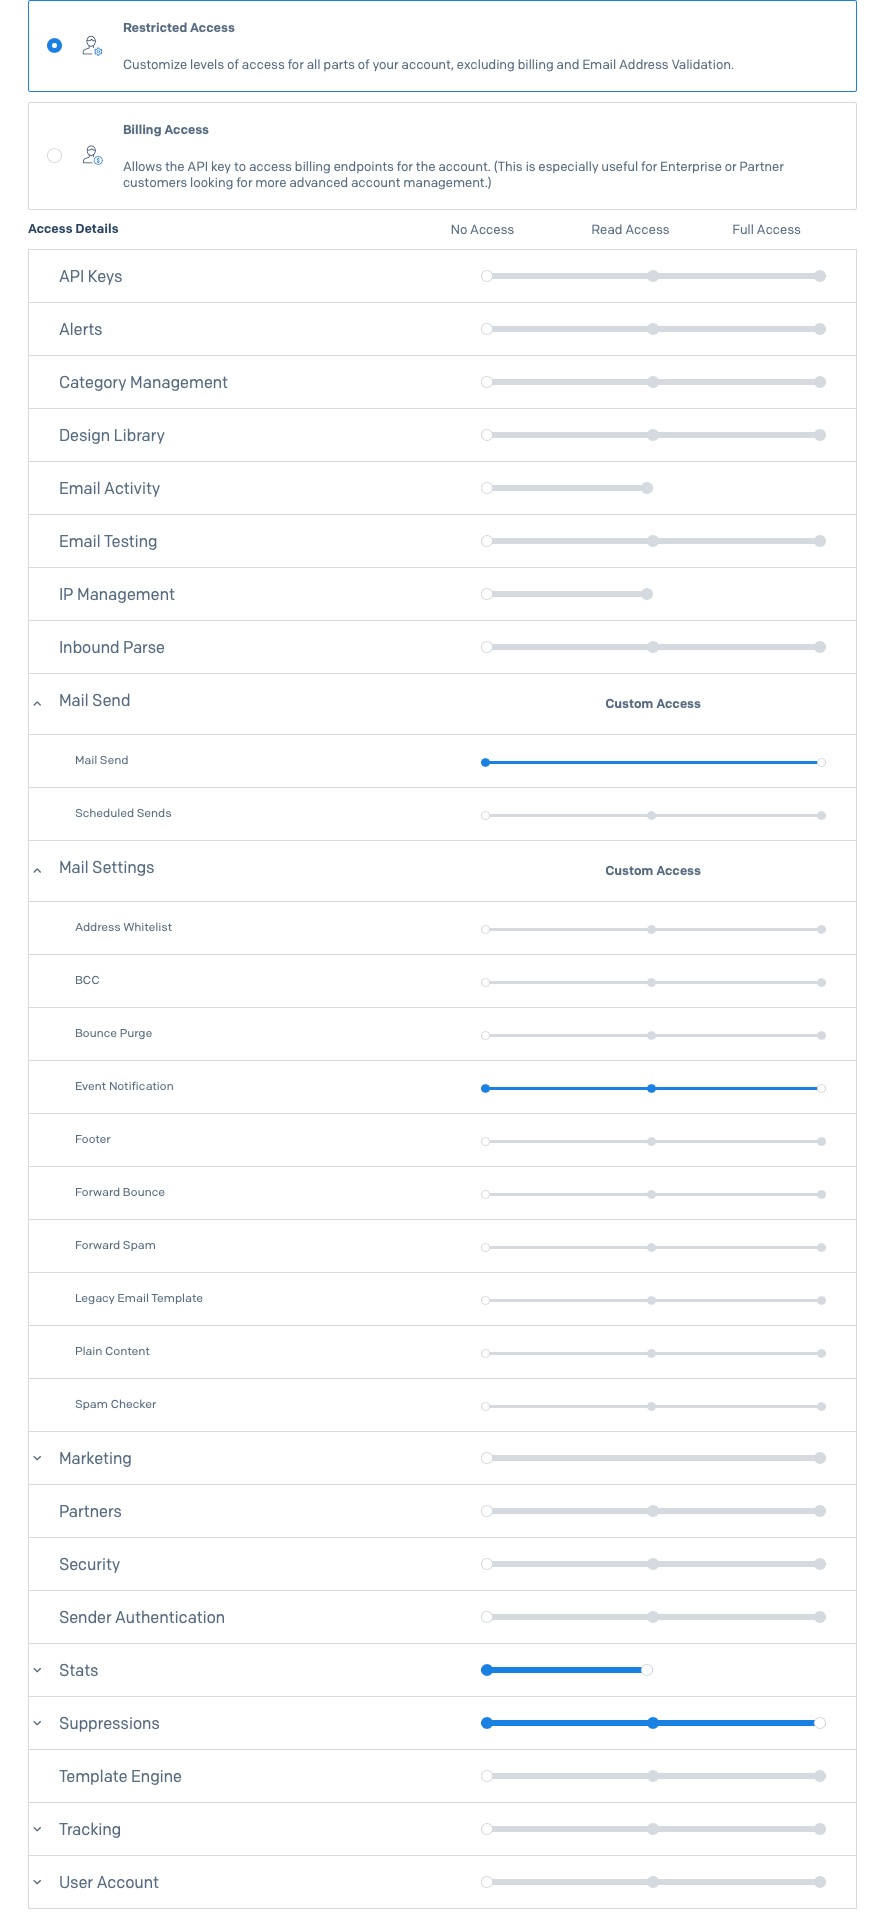 Restricted Access
Customize levels of access for all parts of your account, excluding billing and Email Address Validation.
Billing Access
Allows the API key to access billing endpoints for the account. (This is especially useful for Enterprise or Partner
customers looking for more advanced account management.)
Access Details No Access Read Access Full Access
API Keys
Alerts
Category Management
Design Library
Email Activity
Email Testing
IP Management
Inbound Parse
Mail Send Custom Access
Mail Send
Scheduled Sends
Mail Settings Custom Access
Address Whitelist
BCC
Bounce Purge
Event Notification
Footer
Forward Bounce
Forward Spam
Legacy Email Template
Plain Content
Spam Checker
Marketing
Partners
Security
Sender Authentication
Stats
Suppressions
Template Engine
Tracking
User Account